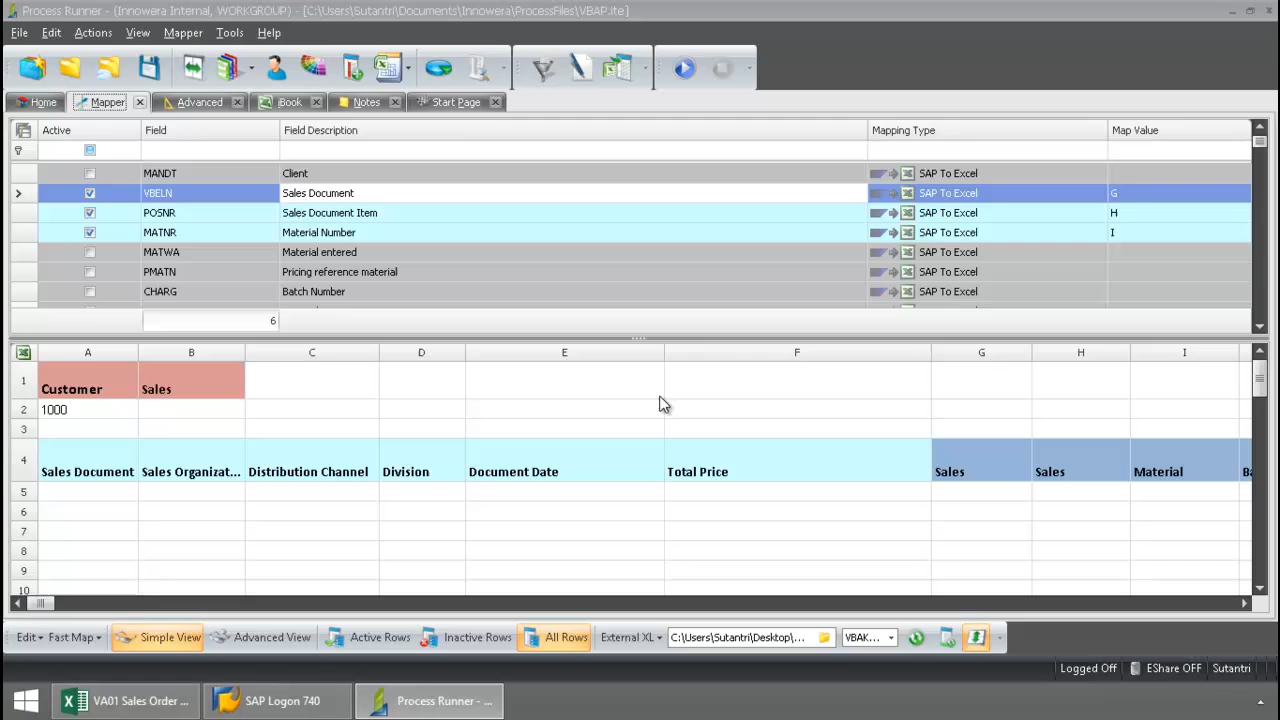 Process Runner - (Innowera Internal, WORKGROUP) - [C:\Users\Sutantri\Documents\Innowera\ProcessFiles\VBAP.ite]
File Edit Actions View Mapper Tools Help
Home Mapper Advanced iBook Notes Start Page
Active Field Field Description Mapping Type Map Value
MANDT Client SAP To Excel
VBELN Sales Document SAP To Excel G
POSNR Sales Document Item SAP To Excel H
MATNR Material Number SAP To Excel I
MATWA Material entered SAP To Excel
PMATN Pricing reference material SAP To Excel
CHARG Batch Number SAP To Excel
6
A B C D E F G H I
1 Customer Sales
2 1000
3
4 Sales Document Sales Organizat... Distribution Channel Division Document Date Total Price Sales Sales Material Ba
5
6
7
8
9
10
Edit Fast Map Simple View Advanced View Active Rows Inactive Rows All Rows External XL C:\Users\Sutantri\Desktop\... VBAK...
Logged Off EShare OFF Sutantri
VA01 Sales Order ... SAP Logon 740 Process Runner - ...